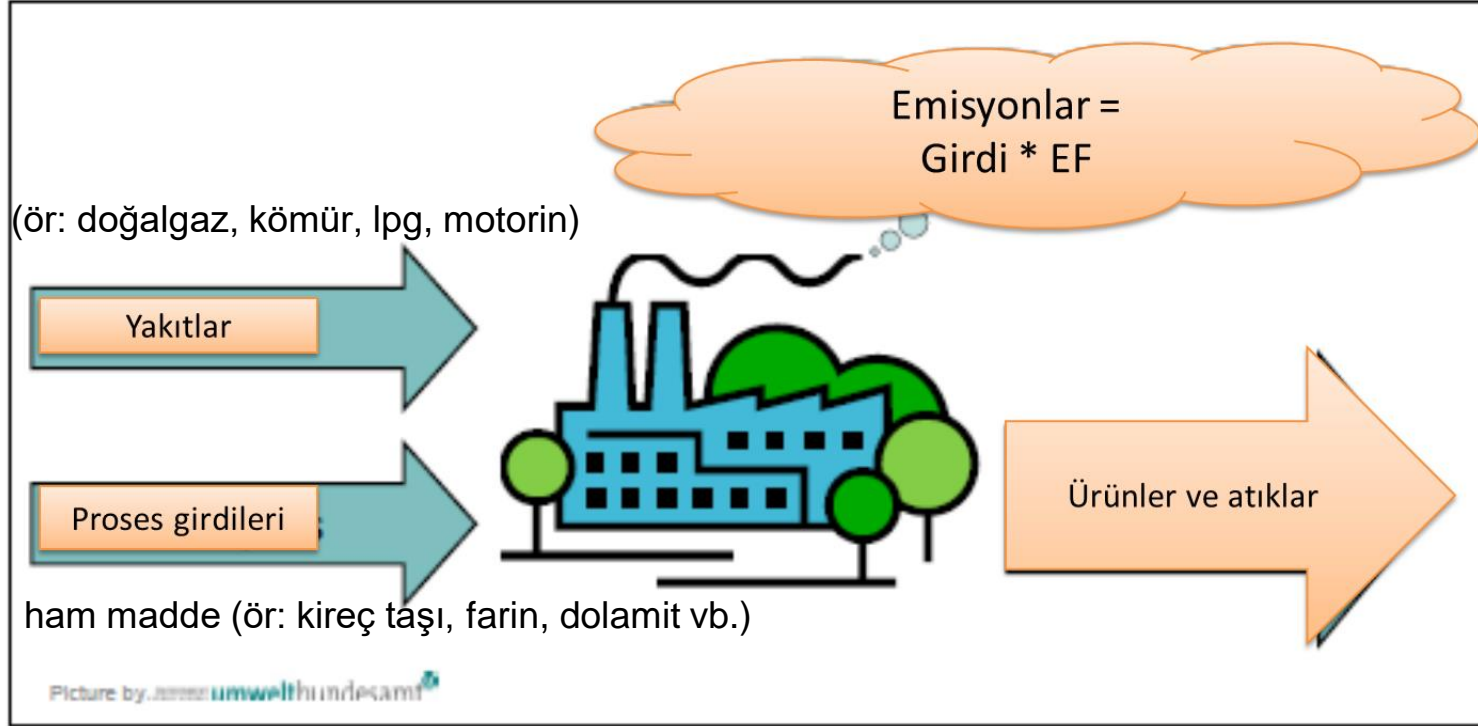 Emisyonlar =
Girdi * EF
(ör: doğalgaz, kömür, lpg, motorin)
Yakıtlar
Proses girdileri
Ürünler ve atıklar
ham madde (ör: kireç taşı, farin, dolamit vb.)
Picture by umweltbundesamt